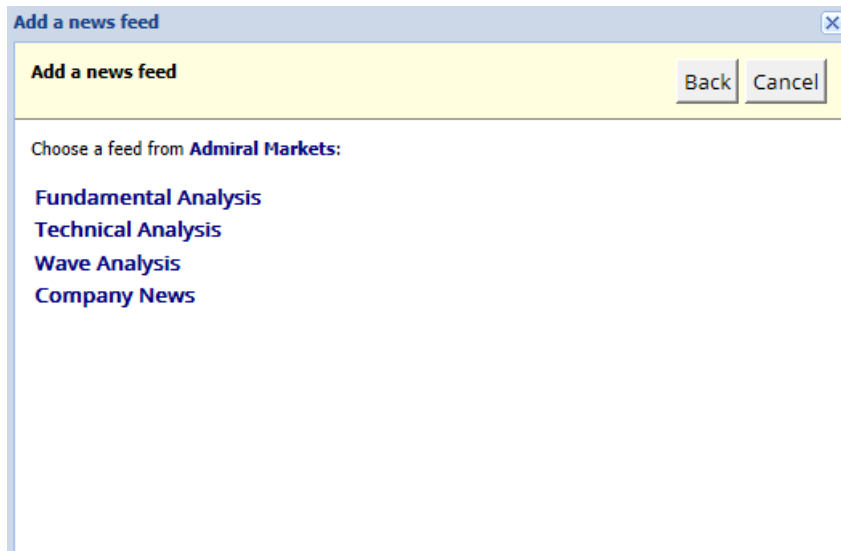 Add a news feed
Add a news feed
Back Cancel
Choose a feed from Admiral Markets:
Fundamental Analysis
Technical Analysis
Wave Analysis
Company News